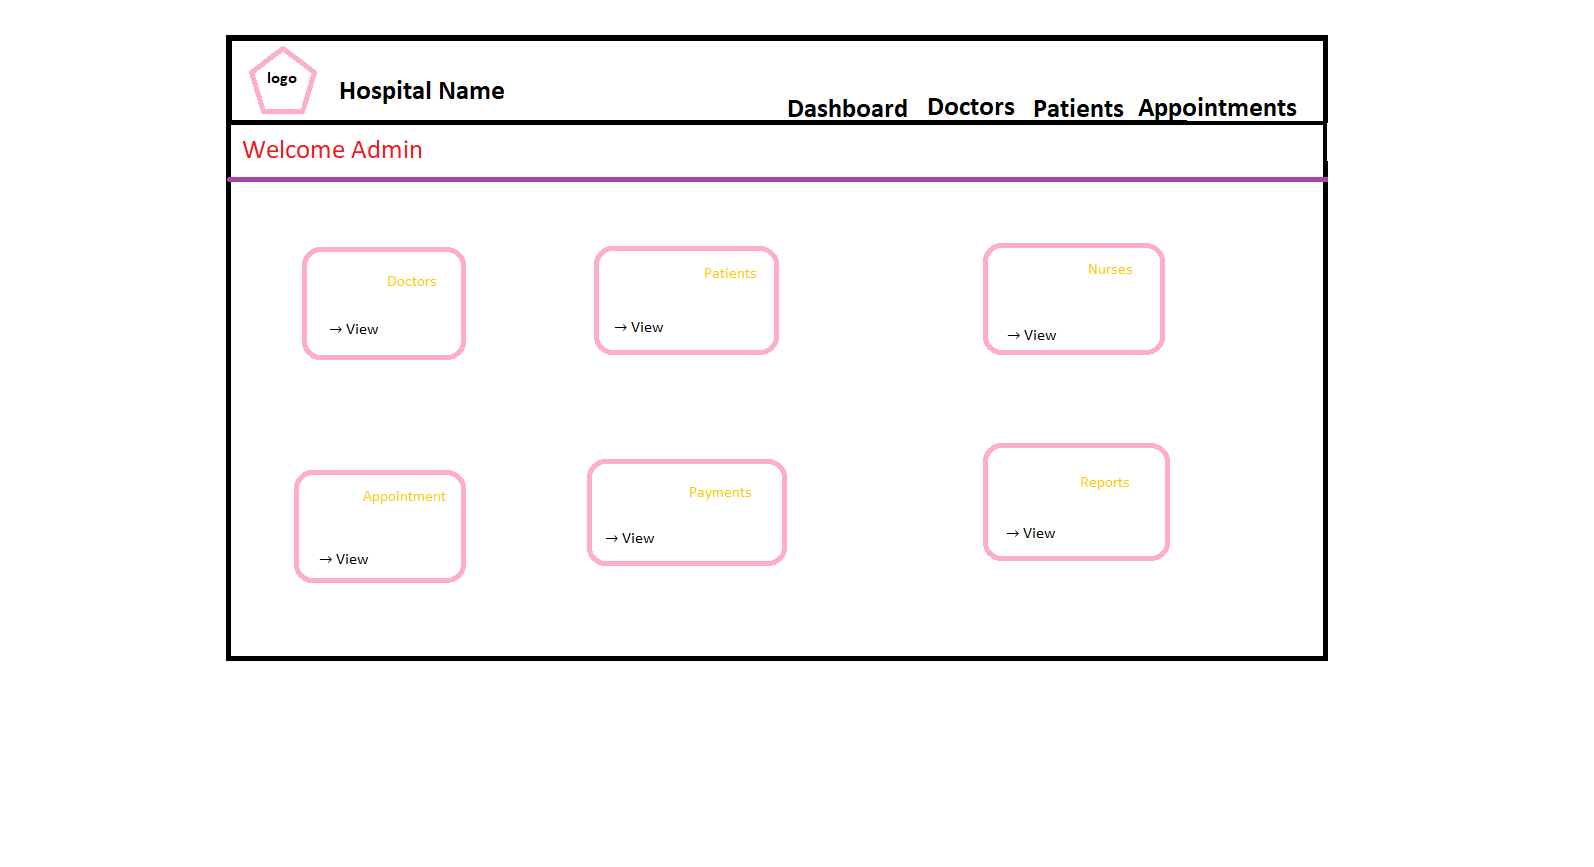 logo
Hospital Name
Dashboard Doctors Patients Appointments
Welcome Admin
Doctors
→ View
Patients
→ View
Nurses
→ View
Appointment
→ View
Payments
→ View
Reports
→ View